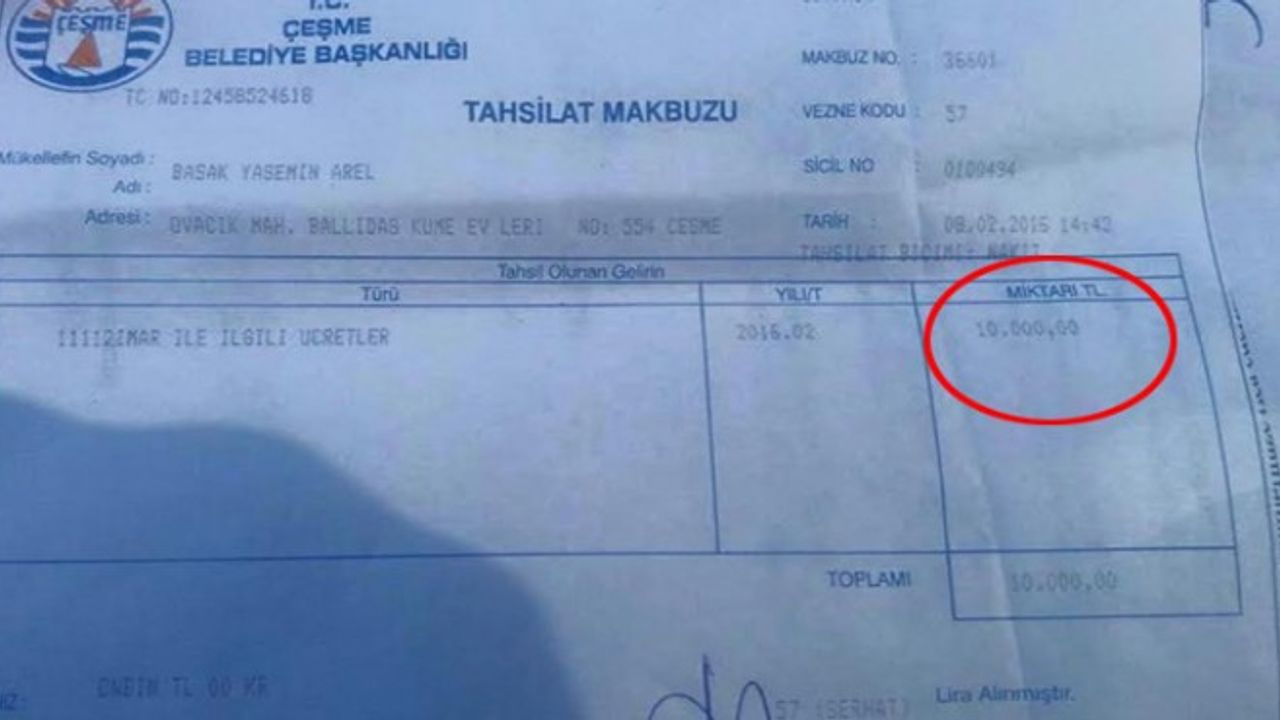 T.C.
ÇEŞME
ÇEŞME
BELEDİYE BAŞKANLIĞI
TC NO:12458524618
TAHSİLAT MAKBUZU
MAKBUZ NO. : 36601
VEZNE KODU : 57
SİCİL NO : 0100494
TARİH : 08.02.2016 14:42
TAHSILAT BICIMI: NAKIT
Mükellefin Soyadı :
Adı : BASAK YASEMIN AREL
Adresi : OVACIK MAH. BALLIDAS KUME EV LERI NO: 554 CESME
Tahsil Olunan Gelirin
Türü YILI/T MİKTARI TL.
11112IMAR ILE ILGILI UCRETLER 2016.02 10.000,00
TOPLAMI 10.000,00
ONBIN TL 00 KR
57 (SERHAT)
Lira Alınmıştır.